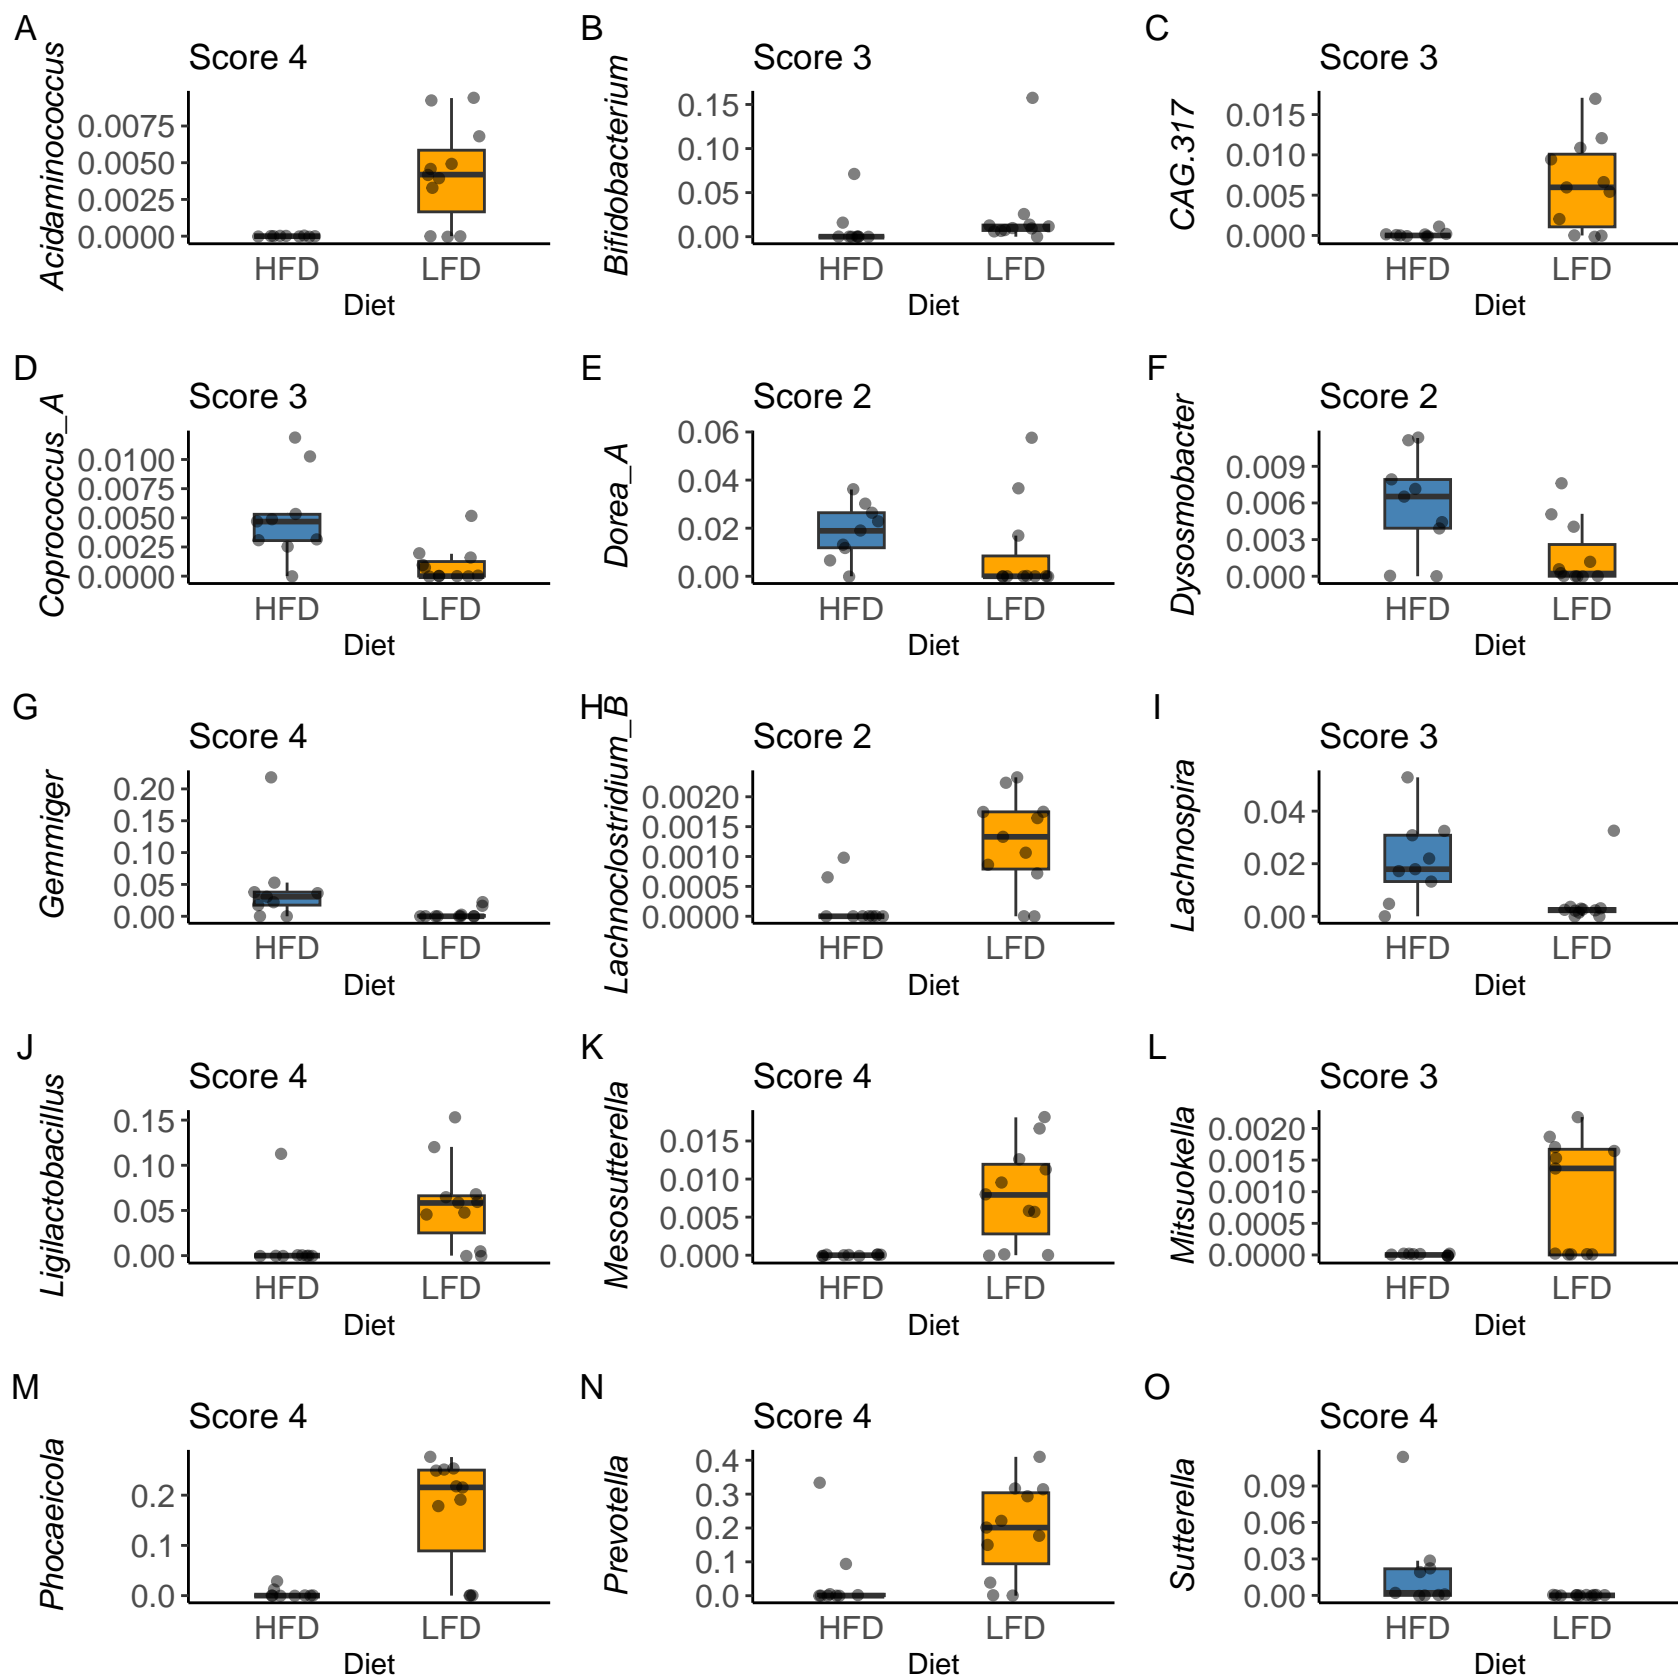 A
Score 4
Acidaminococcus
0.0075
0.0050
0.0025
0.0000
HFD LFD
Diet
B
Score 3
Bifidobacterium
0.15
0.10
0.05
0.00
HFD LFD
Diet
C
Score 3
CAG.317
0.015
0.010
0.005
0.000
HFD LFD
Diet
D
Score 3
Coprococcus_A
0.0100
0.0075
0.0050
0.0025
0.0000
HFD LFD
Diet
E
Score 2
Dorea_A
0.06
0.04
0.02
0.00
HFD LFD
Diet
F
Score 2
Dysosmobacter
0.009
0.006
0.003
0.000
HFD LFD
Diet
G
Score 4
Gemmiger
0.20
0.15
0.10
0.05
0.00
HFD LFD
Diet
H
Score 2
Lachnoclostridium_B
0.0020
0.0015
0.0010
0.0005
0.0000
HFD LFD
Diet
I
Score 3
Lachnospira
0.04
0.02
0.00
HFD LFD
Diet
J
Score 4
Ligilactobacillus
0.15
0.10
0.05
0.00
HFD LFD
Diet
K
Score 4
Mesosutterella
0.015
0.010
0.005
0.000
HFD LFD
Diet
L
Score 3
Mitsuokella
0.0020
0.0015
0.0010
0.0005
0.0000
HFD LFD
Diet
M
Score 4
Phocaeicola
0.2
0.1
0.0
HFD LFD
Diet
N
Score 4
Prevotella
0.4
0.3
0.2
0.1
0.0
HFD LFD
Diet
O
Score 4
Sutterella
0.09
0.06
0.03
0.00
HFD LFD
Diet